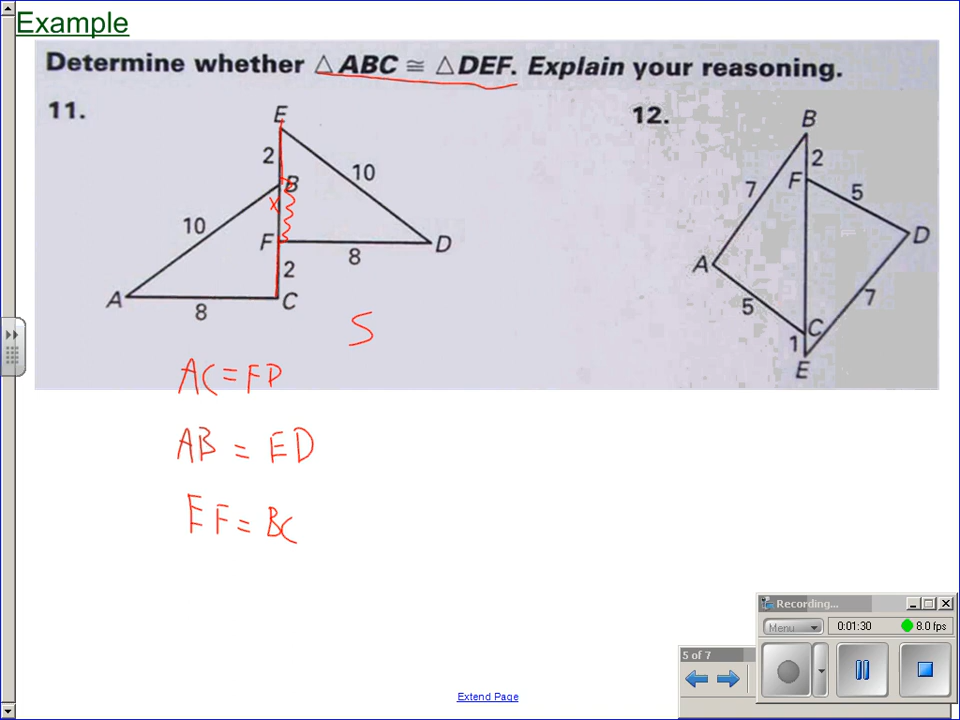 Example
Determine whether △ABC ≅ △DEF. Explain your reasoning.
11.
E
2
10
B
x
10
F
D
8
2
A
C
8
12.
B
2
7
F
5
D
A
5
7
C
1
E
S
AC = FD
AB = ED
EF = BC
Recording...
Menu
0:01:30
8.0 fps
5 of 7
Extend Page